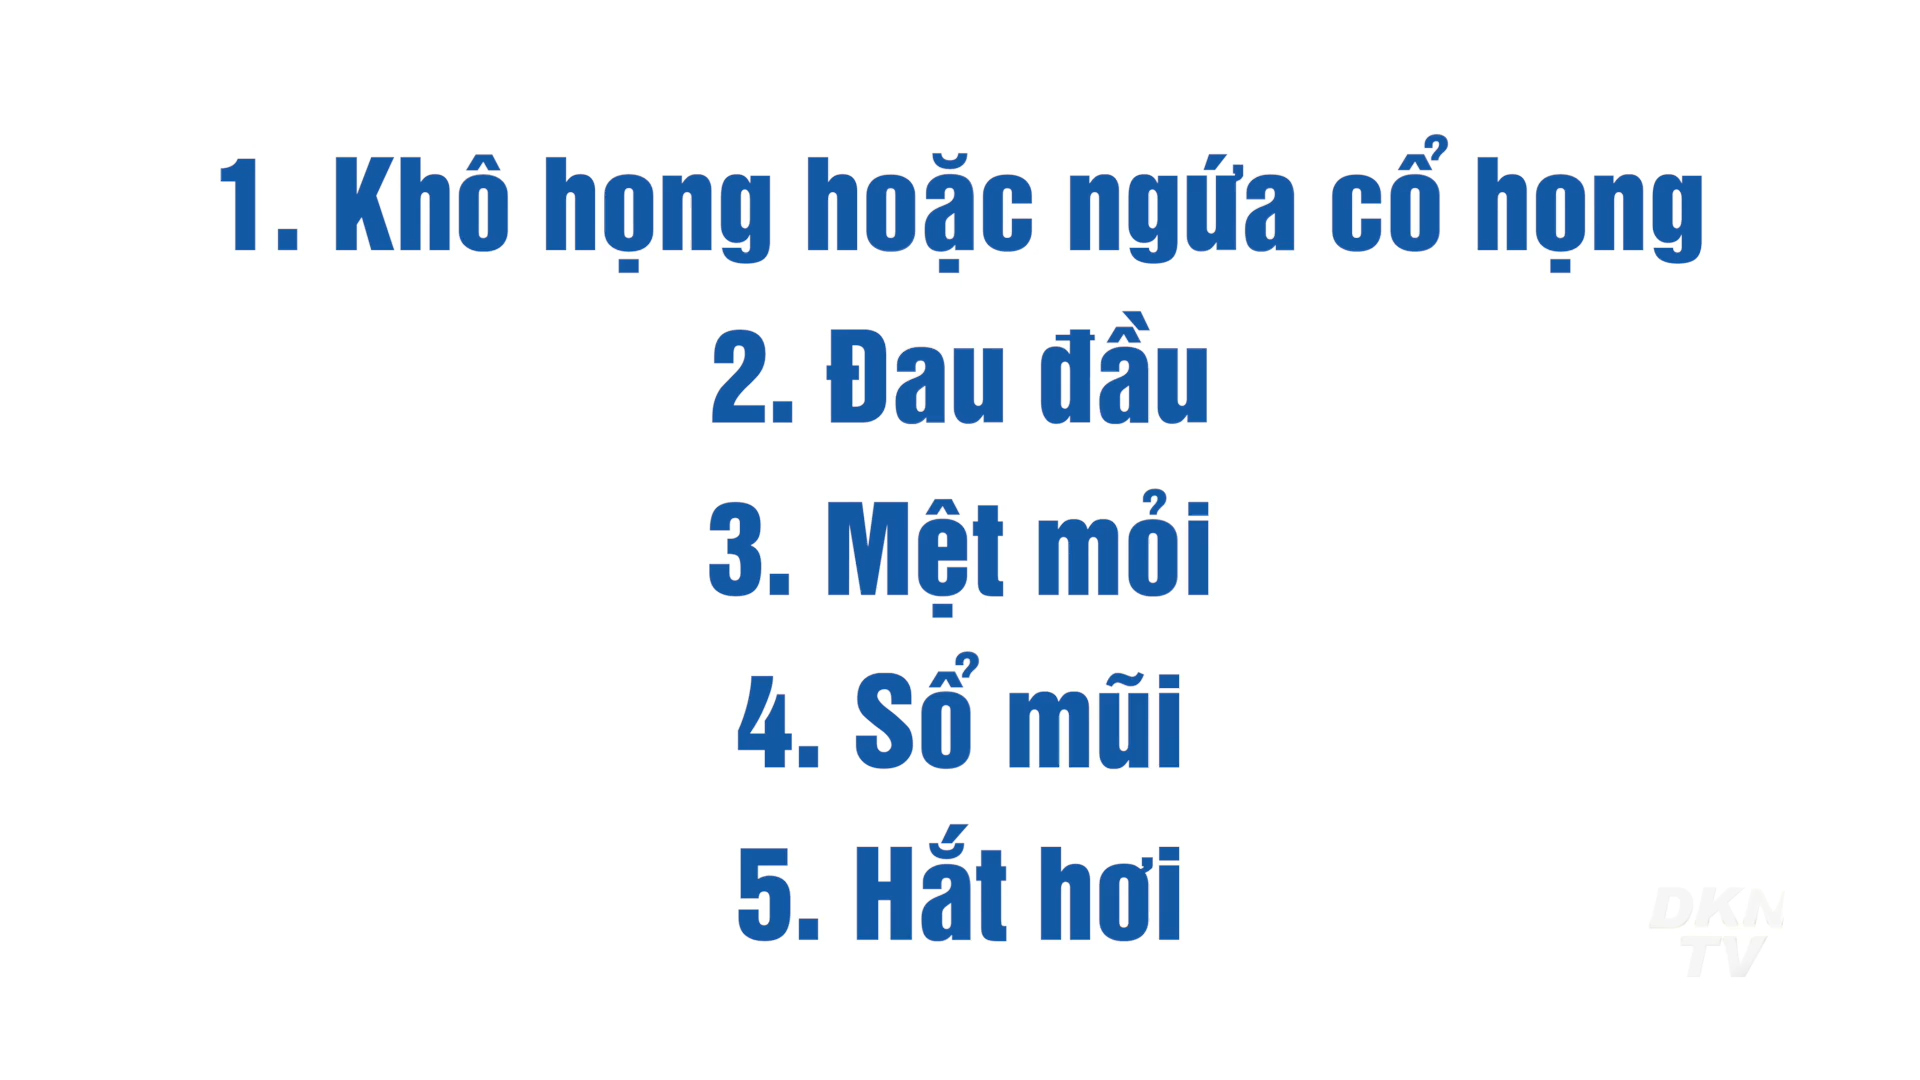 1. Khô họng hoặc ngứa cổ họng
2. Đau đầu
3. Mệt mỏi
4. Sổ mũi
5. Hắt hơi
DKN
TV